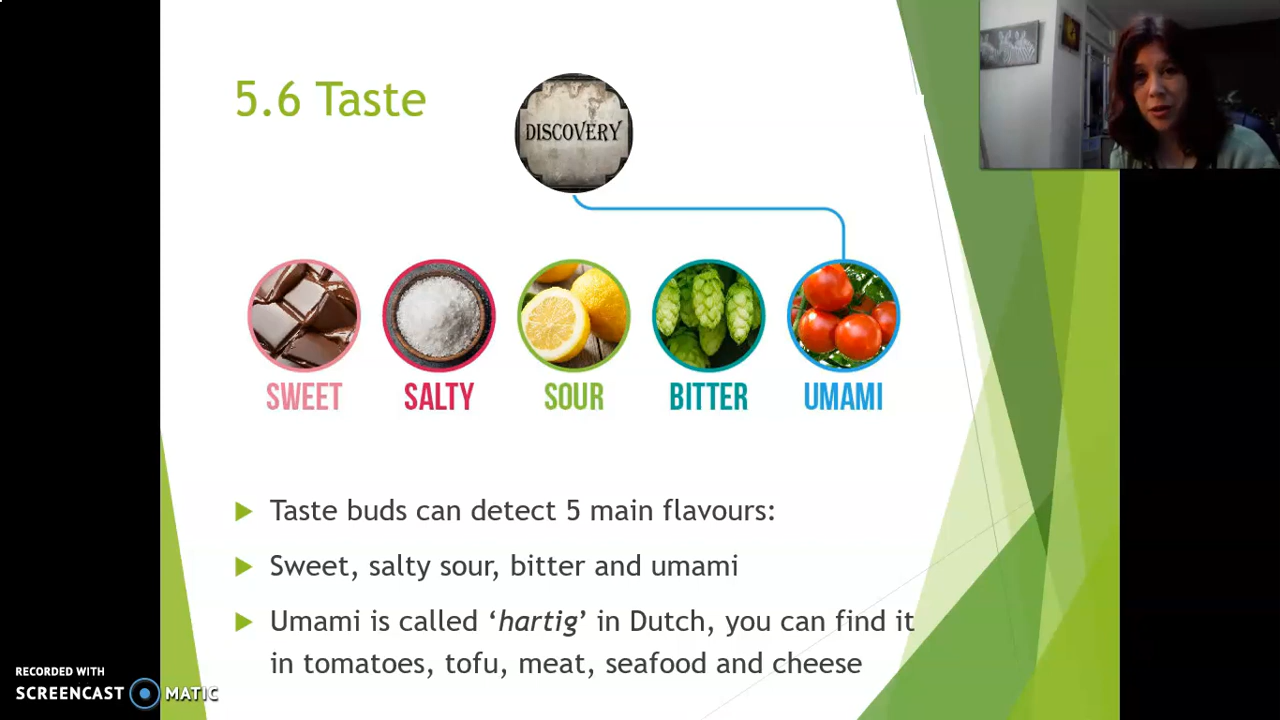 5.6 Taste
DISCOVERY
SWEET
SALTY
SOUR
BITTER
UMAMI
Taste buds can detect 5 main flavours:
Sweet, salty sour, bitter and umami
Umami is called ‘hartig’ in Dutch, you can find it
in tomatoes, tofu, meat, seafood and cheese
RECORDED WITH
SCREENCAST MATIC